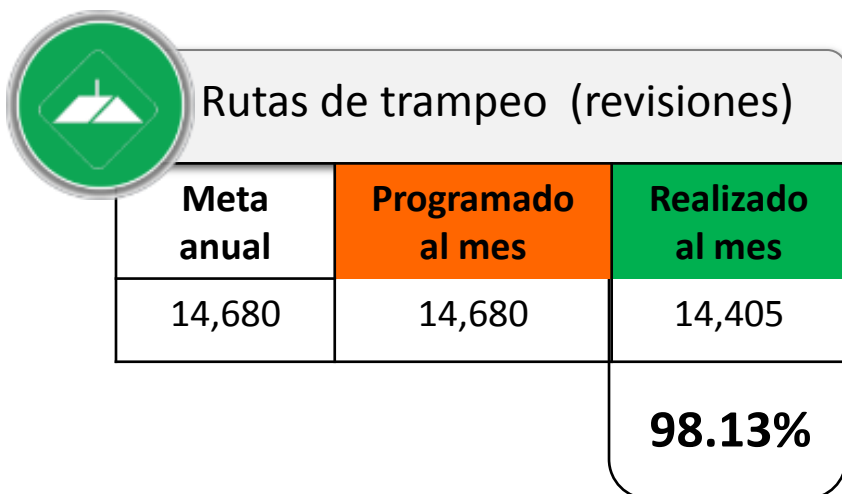 Rutas de trampeo (revisiones)
Meta anual
Programado al mes
Realizado al mes
14,680
14,680
14,405
98.13%